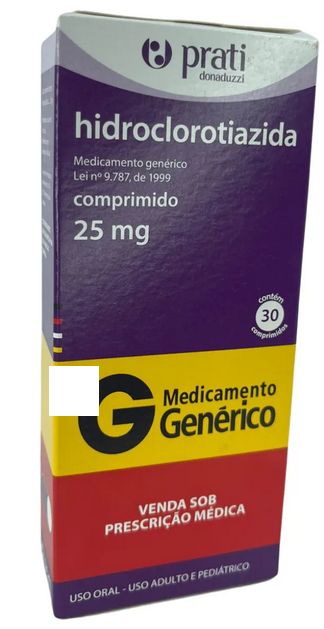 prati
donaduzzi
hidroclorotiazida
Medicamento genérico
Lei nº 9.787, de 1999
comprimido
25 mg
contém
30
comprimidos
G Medicamento
Genérico
VENDA SOB
PRESCRIÇÃO MÉDICA
USO ORAL - USO ADULTO E PEDIÁTRICO